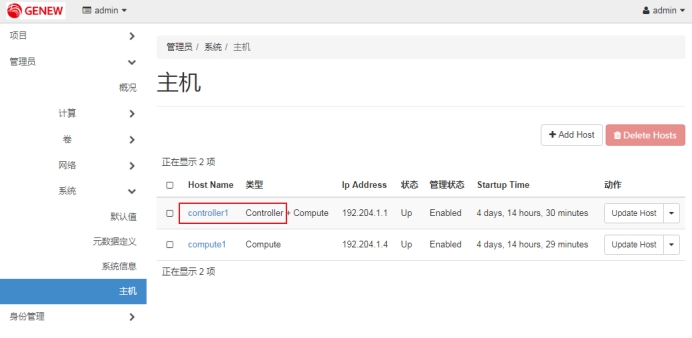 GENEW admin admin
项目
管理员
概况
计算
卷
网络
系统
默认值
元数据定义
系统信息
主机
身份管理
管理员 / 系统 / 主机
主机
+ Add Host Delete Hosts
正在显示 2 项
Host Name 类型 Ip Address 状态 管理状态 Startup Time 动作
controller1 Controller + Compute 192.204.1.1 Up Enabled 4 days, 14 hours, 30 minutes Update Host
compute1 Compute 192.204.1.4 Up Enabled 4 days, 14 hours, 29 minutes Update Host
正在显示 2 项